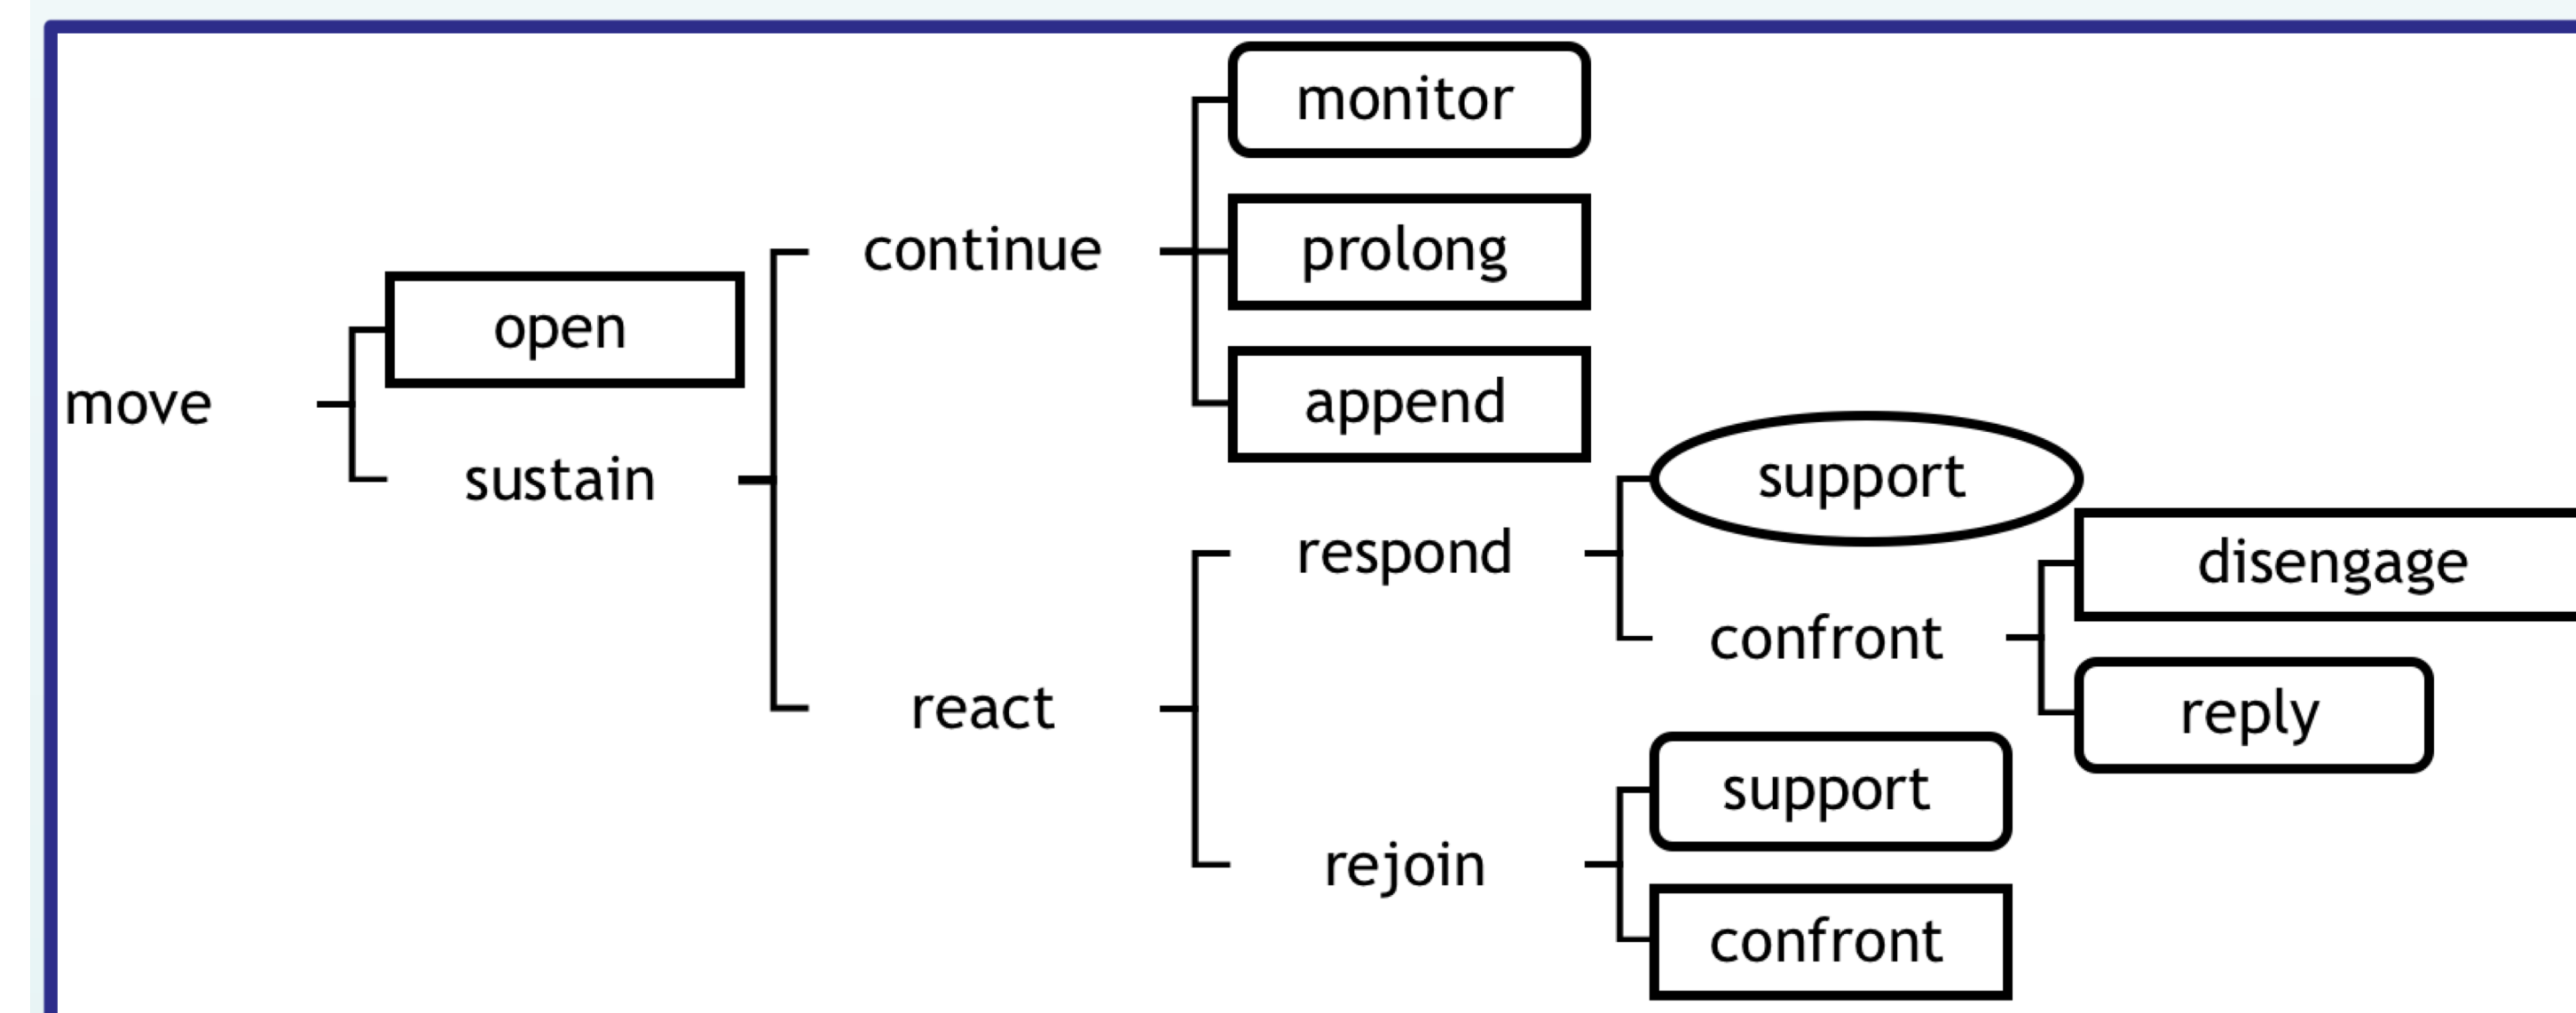 monitor
continue
prolong
open
append
move
sustain
support
respond
disengage
confront
react
reply
support
rejoin
confront